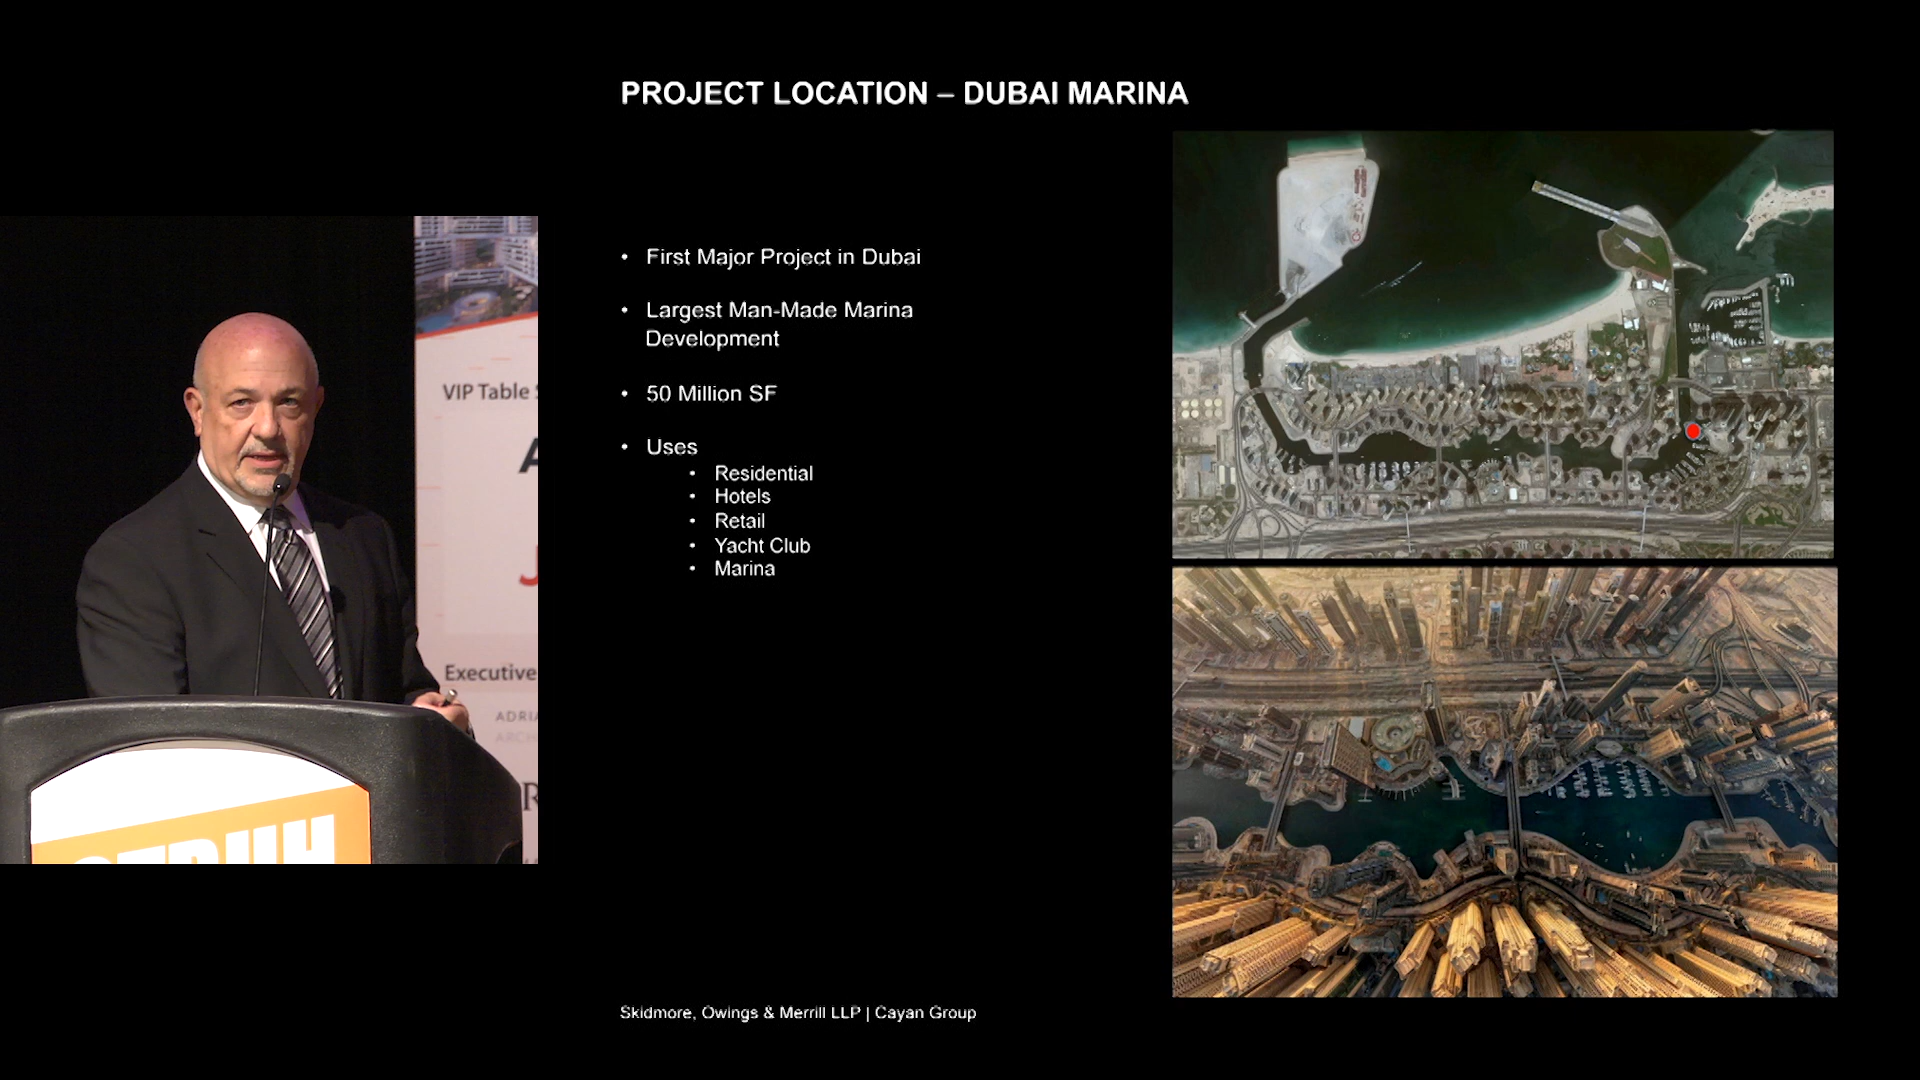 PROJECT LOCATION – DUBAI MARINA
• First Major Project in Dubai
• Largest Man-Made Marina
Development
• 50 Million SF
• Uses
• Residential
• Hotels
• Retail
• Yacht Club
• Marina
Skidmore, Owings & Merrill LLP | Cayan Group
VIP Table
Executive